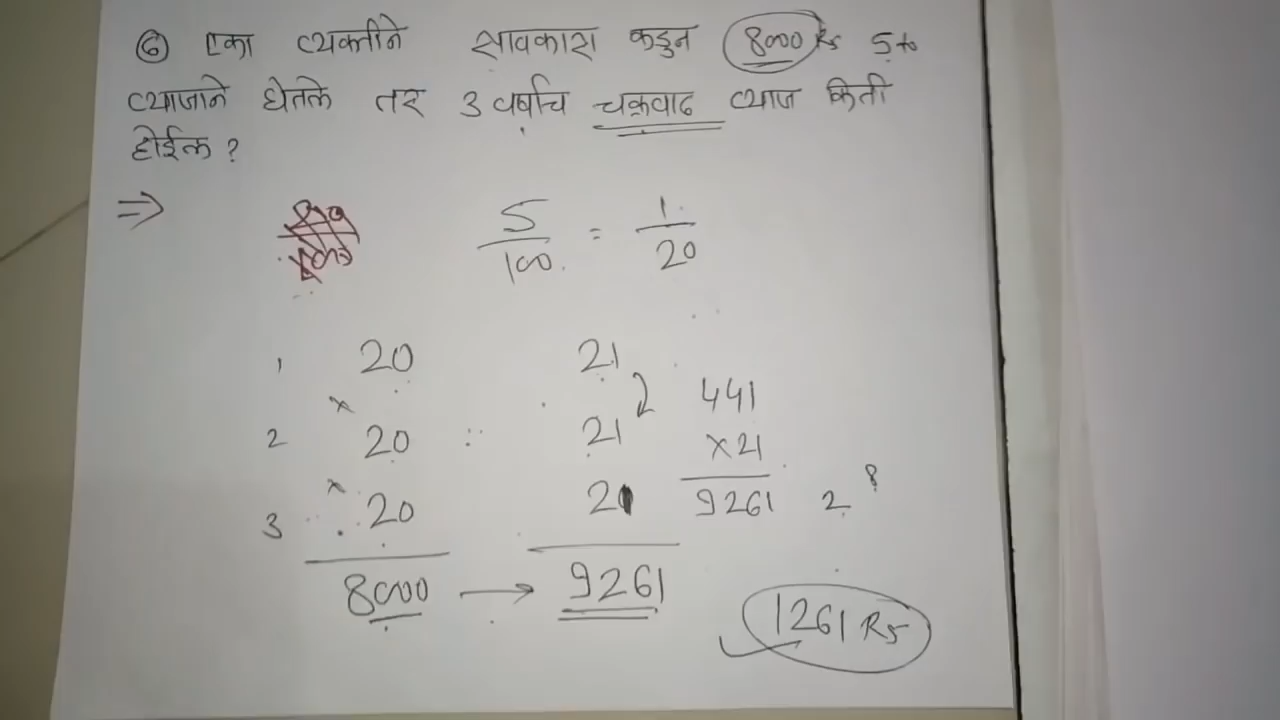 6 एका व्यक्तीने सावकारा कडुन 8000 Rs 5%
व्याजाने घेतले तर 3 वर्षाचे चक्रवाढ व्याज किती
होईल ?
⇒
5/100 = 1/20
1 20 21
441
×
2 20 :: 21 ×21
×
3 20 21 9261 2 ?
8000 → 9261
1261 Rs